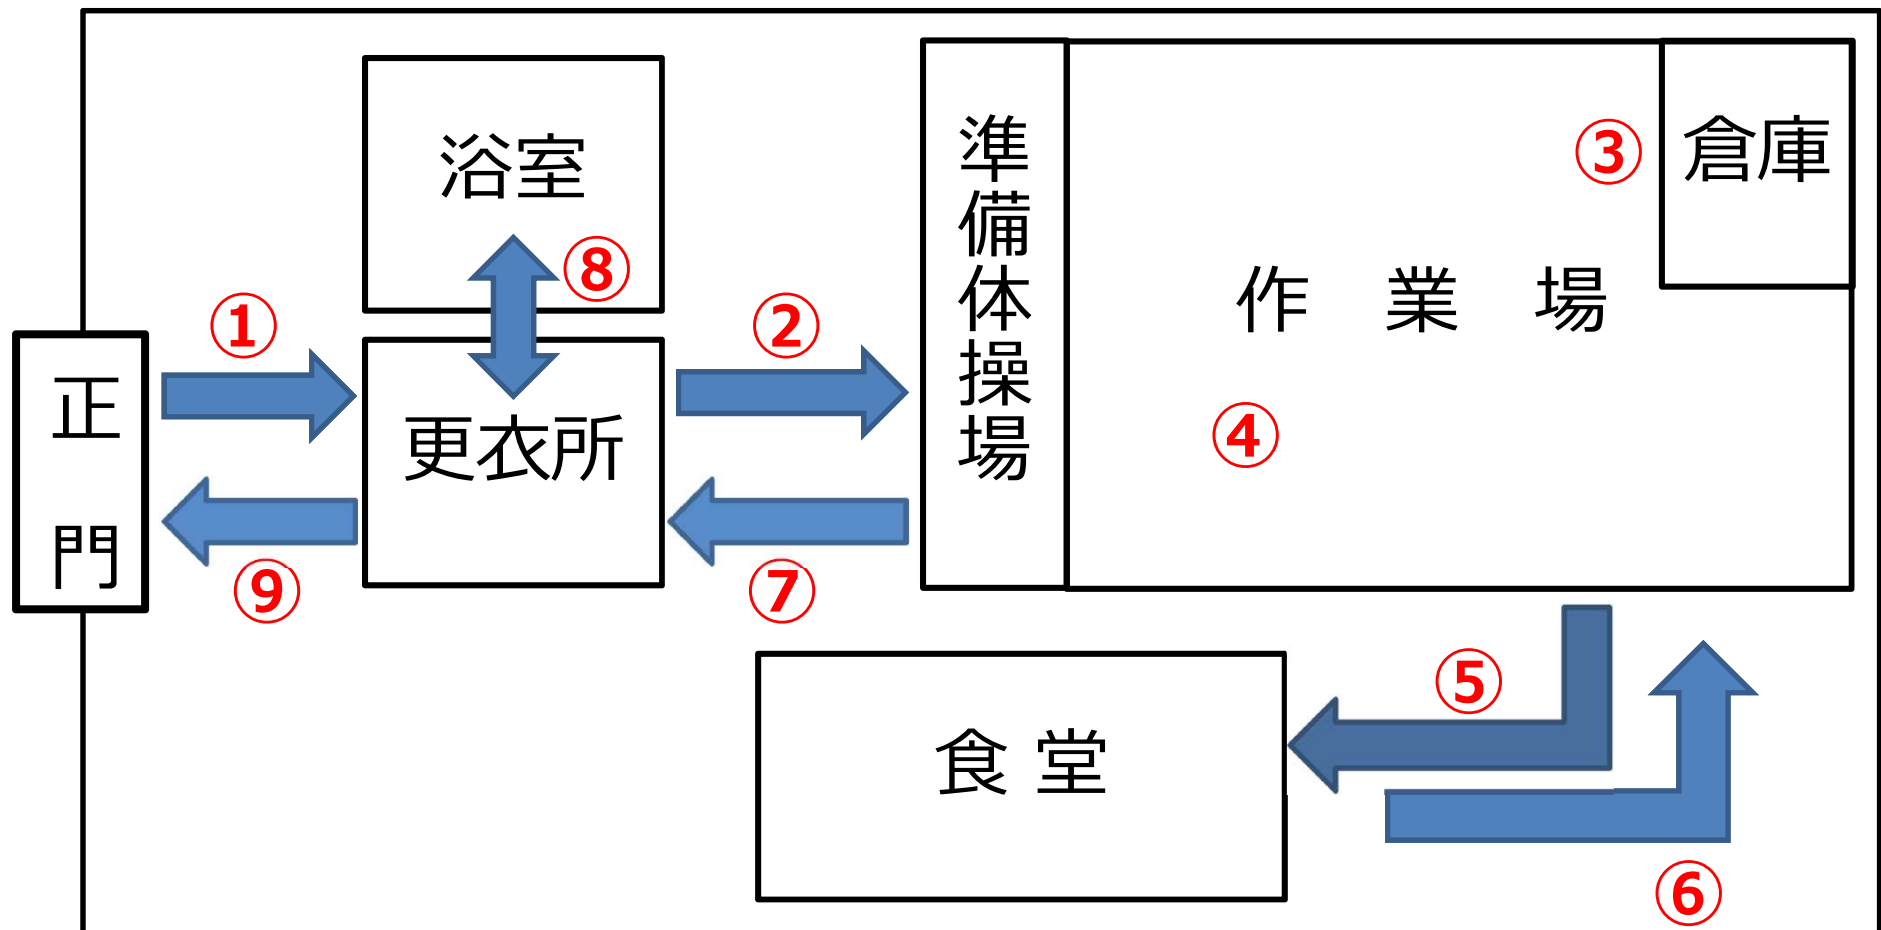 浴室
準備体操場
倉庫
③
作業場
⑧
①
②
正門
更衣所
④
⑨
⑦
⑤
食堂
⑥